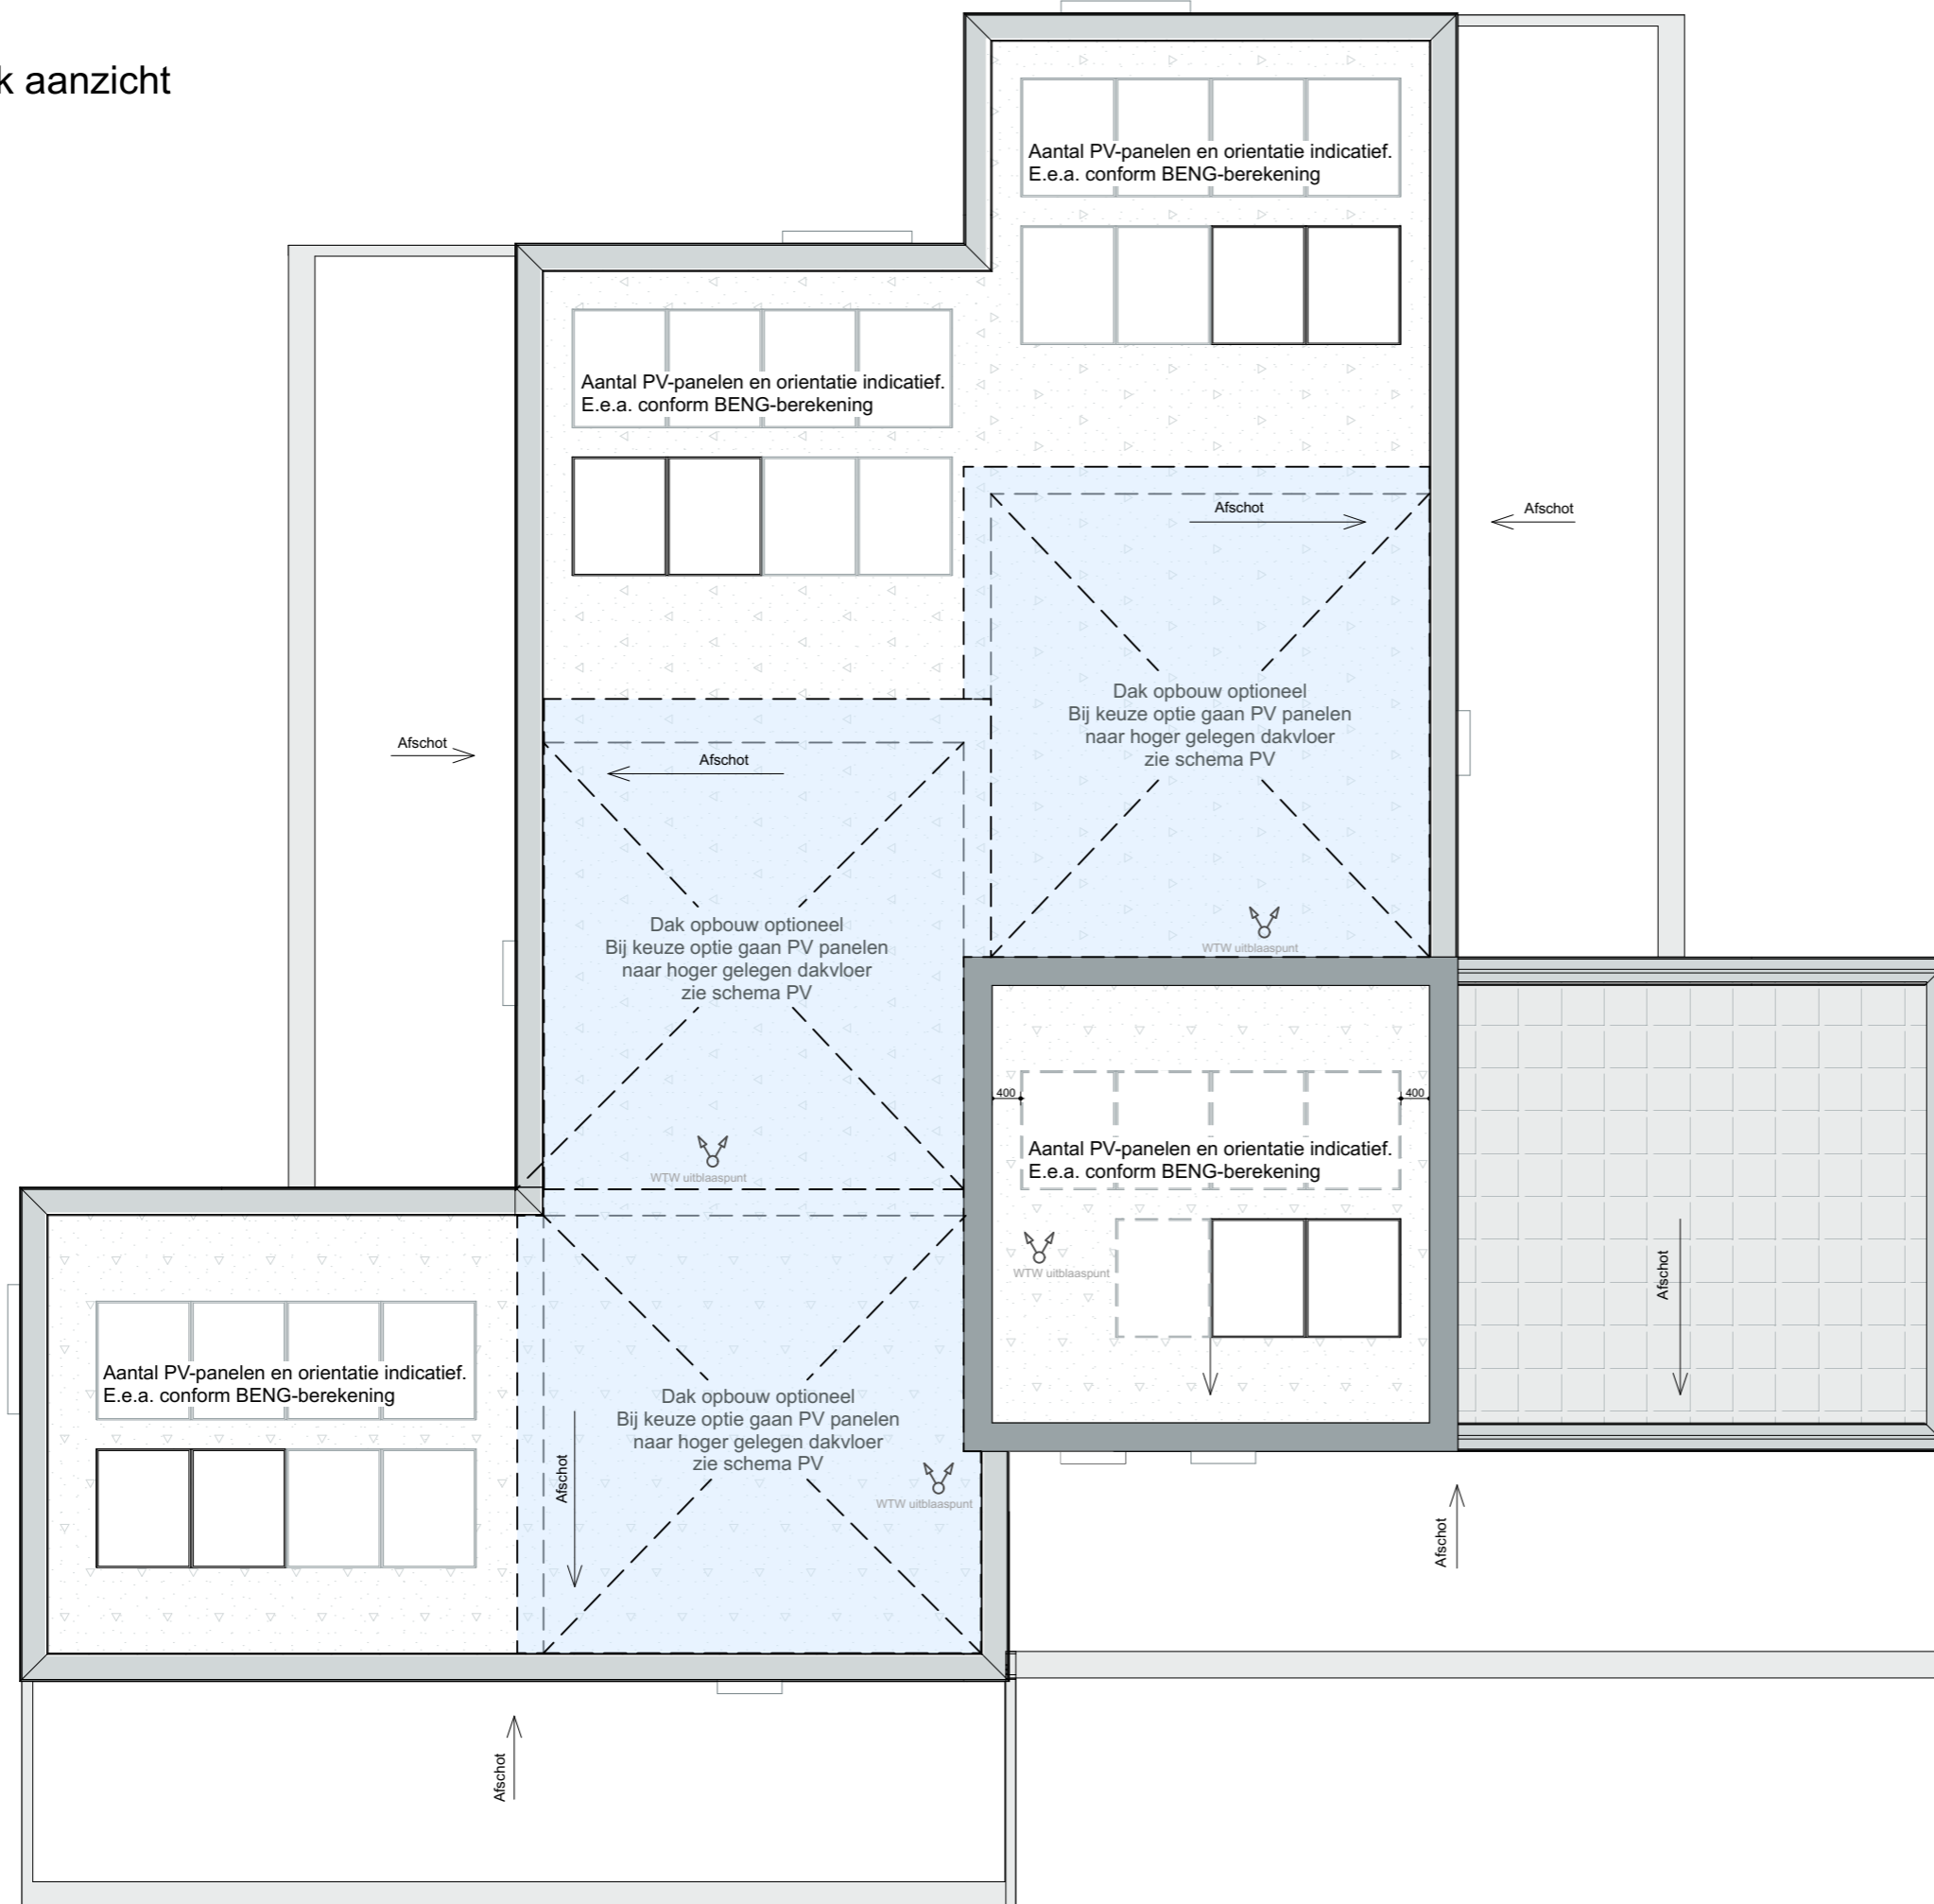 k aanzicht
Aantal PV-panelen en orientatie indicatief.
E.e.a. conform BENG-berekening
Aantal PV-panelen en orientatie indicatief.
E.e.a. conform BENG-berekening
Afschot
Afschot
Dak opbouw optioneel
Bij keuze optie gaan PV panelen
naar hoger gelegen dakvloer
zie schema PV
Afschot
Afschot
Dak opbouw optioneel
Bij keuze optie gaan PV panelen
naar hoger gelegen dakvloer
zie schema PV
WTW uitblaaspunt
400
400
Aantal PV-panelen en orientatie indicatief.
E.e.a. conform BENG-berekening
WTW uitblaaspunt
WTW uitblaaspunt
Afschot
Aantal PV-panelen en orientatie indicatief.
E.e.a. conform BENG-berekening
Dak opbouw optioneel
Bij keuze optie gaan PV panelen
naar hoger gelegen dakvloer
zie schema PV
Afschot
WTW uitblaaspunt
Afschot
Afschot